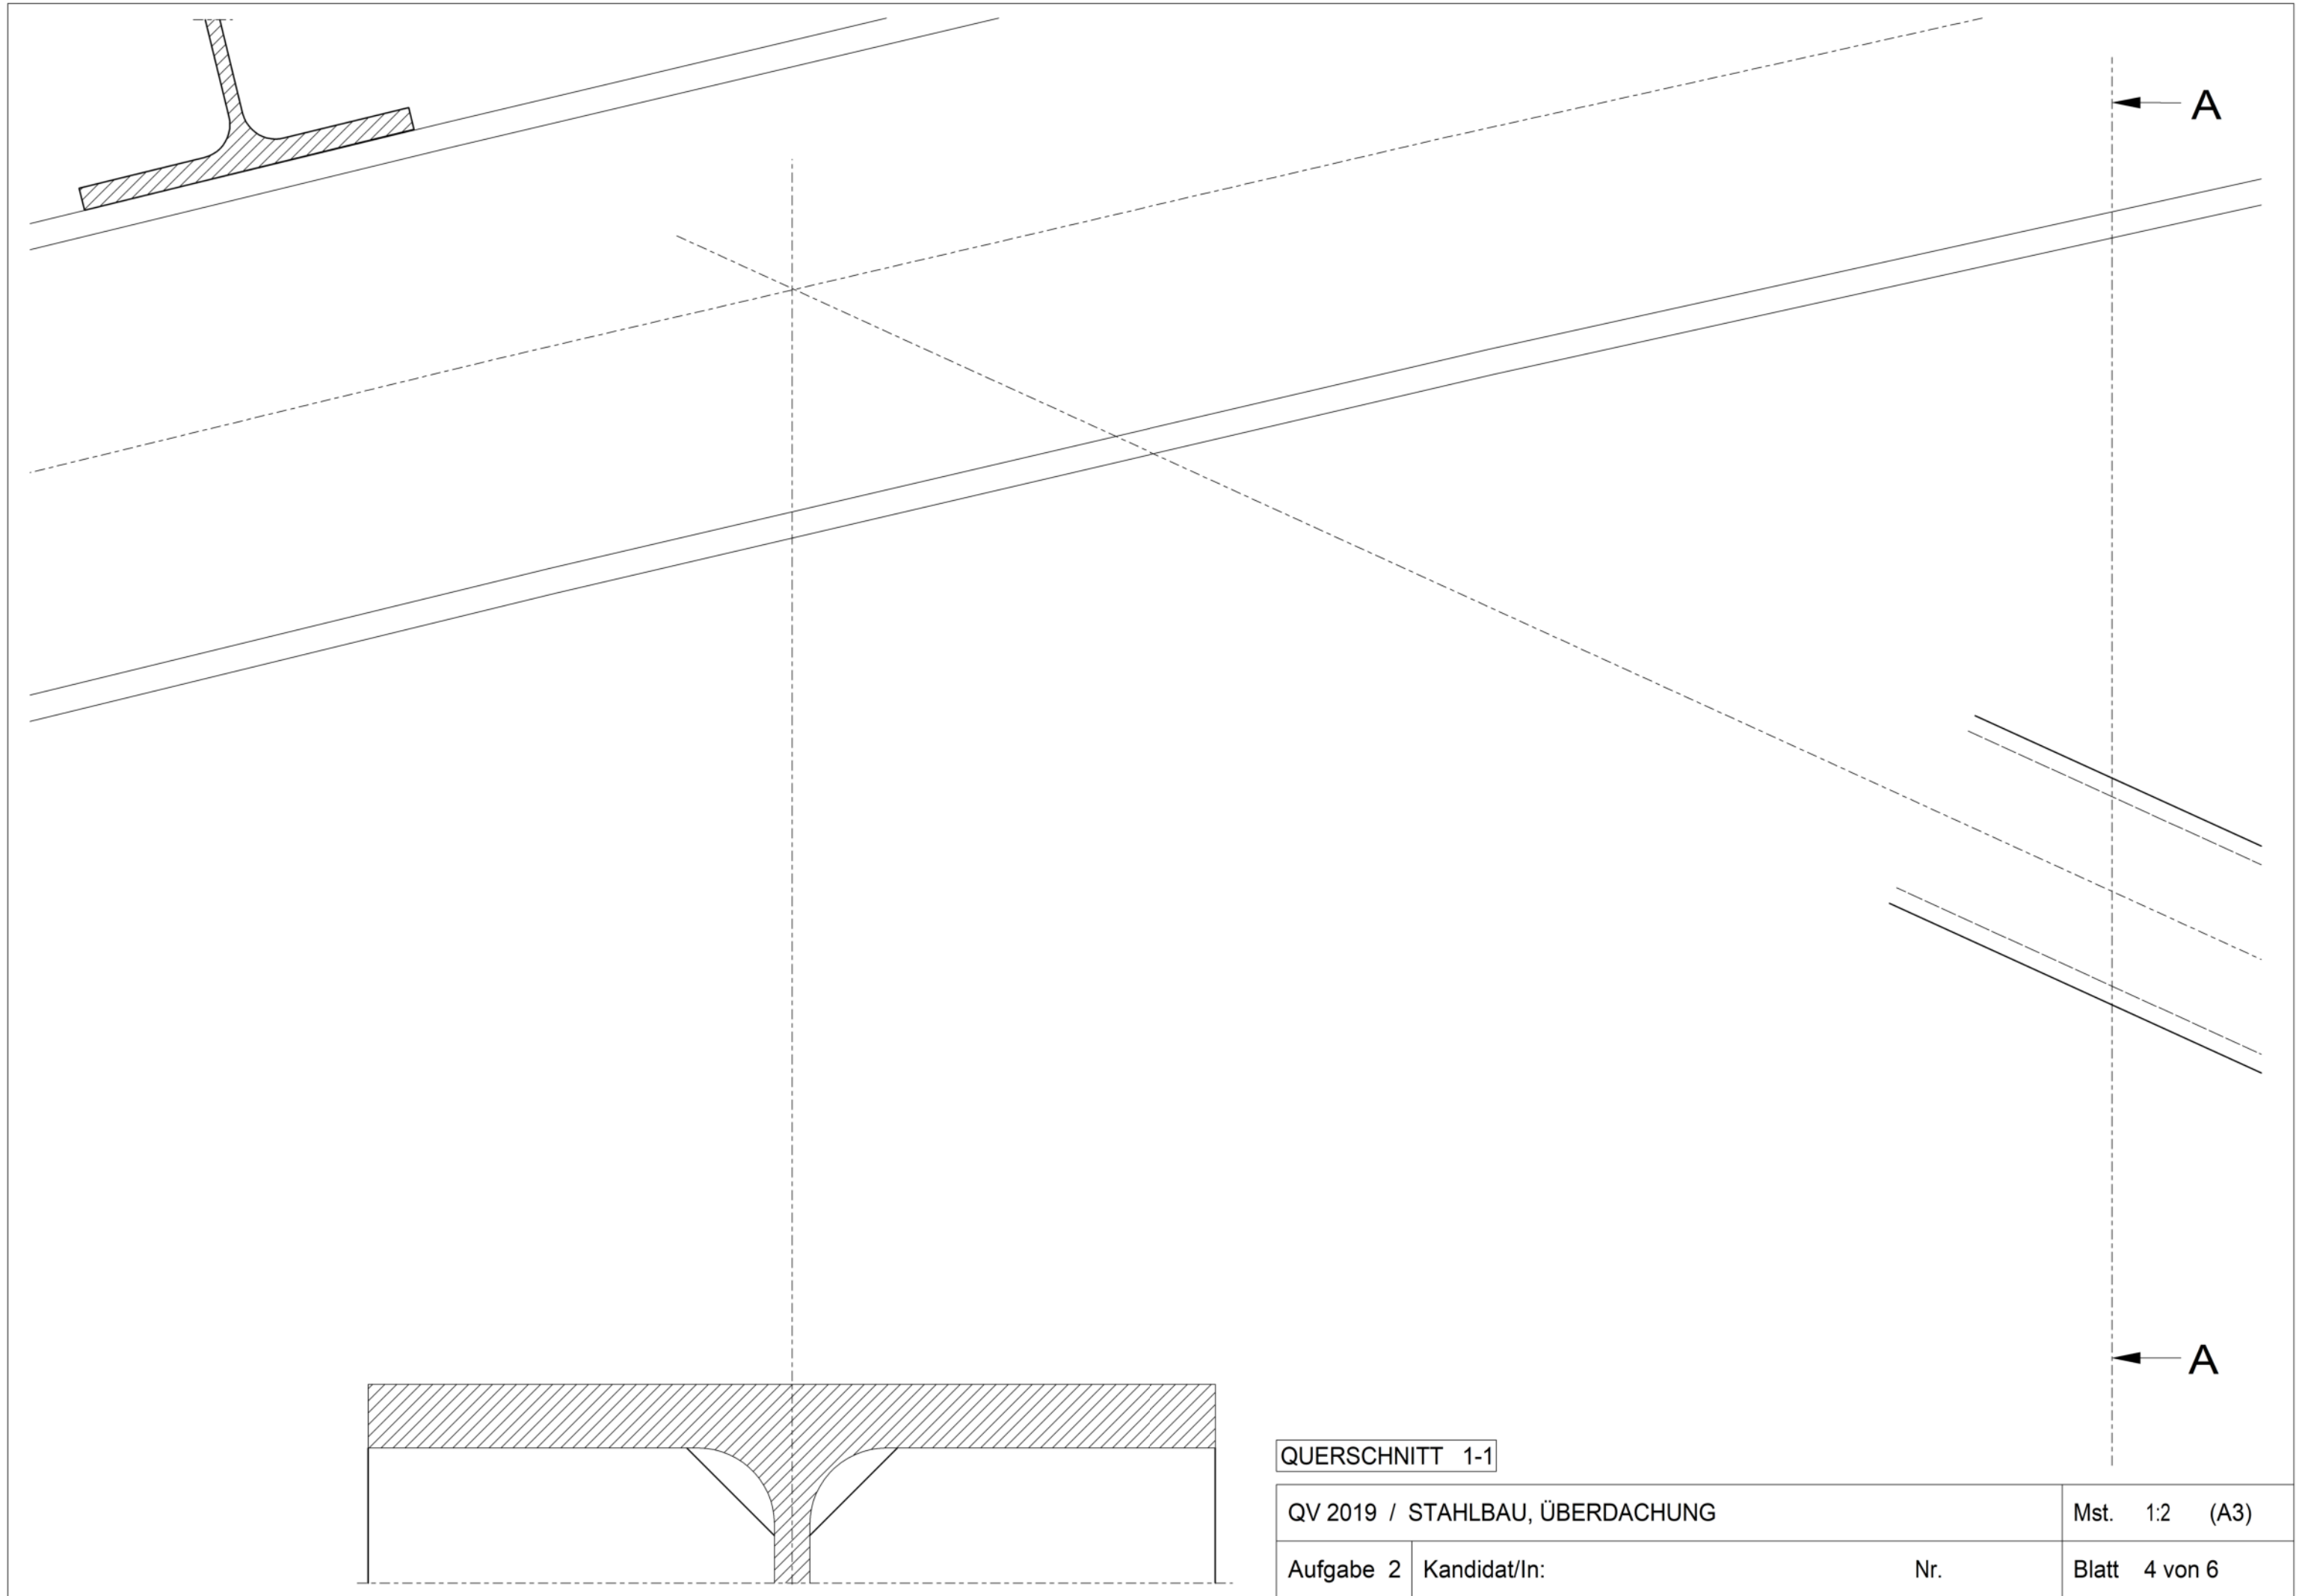 A
A
QUERSCHNITT 1-1
QV 2019 / STAHLBAU, ÜBERDACHUNG Mst. 1:2 (A3)
Aufgabe 2 Kandidat/In: Nr. Blatt 4 von 6